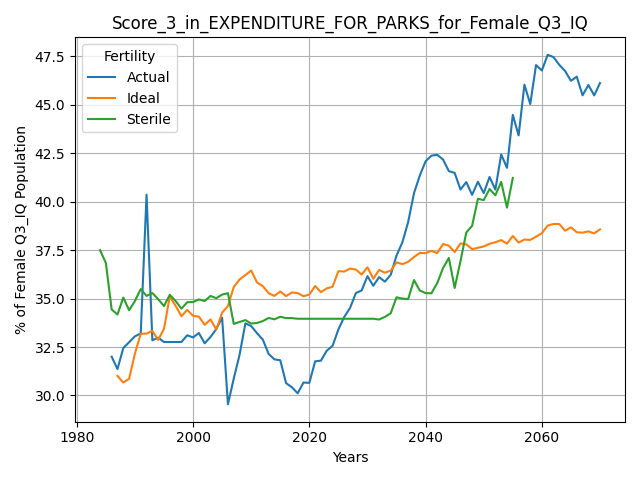 Score_3_in_EXPENDITURE_FOR_PARKS_for_Female_Q3_IQ
Fertility
Actual
Ideal
Sterile
% of Female Q3_IQ Population
47.5
45.0
42.5
40.0
37.5
35.0
32.5
30.0
1980 2000 2020 2040 2060
Years